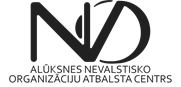 NVO
ALŪKSNES NEVALSTISKO
ORGANIZĀCIJU ATBALSTA CENTRS